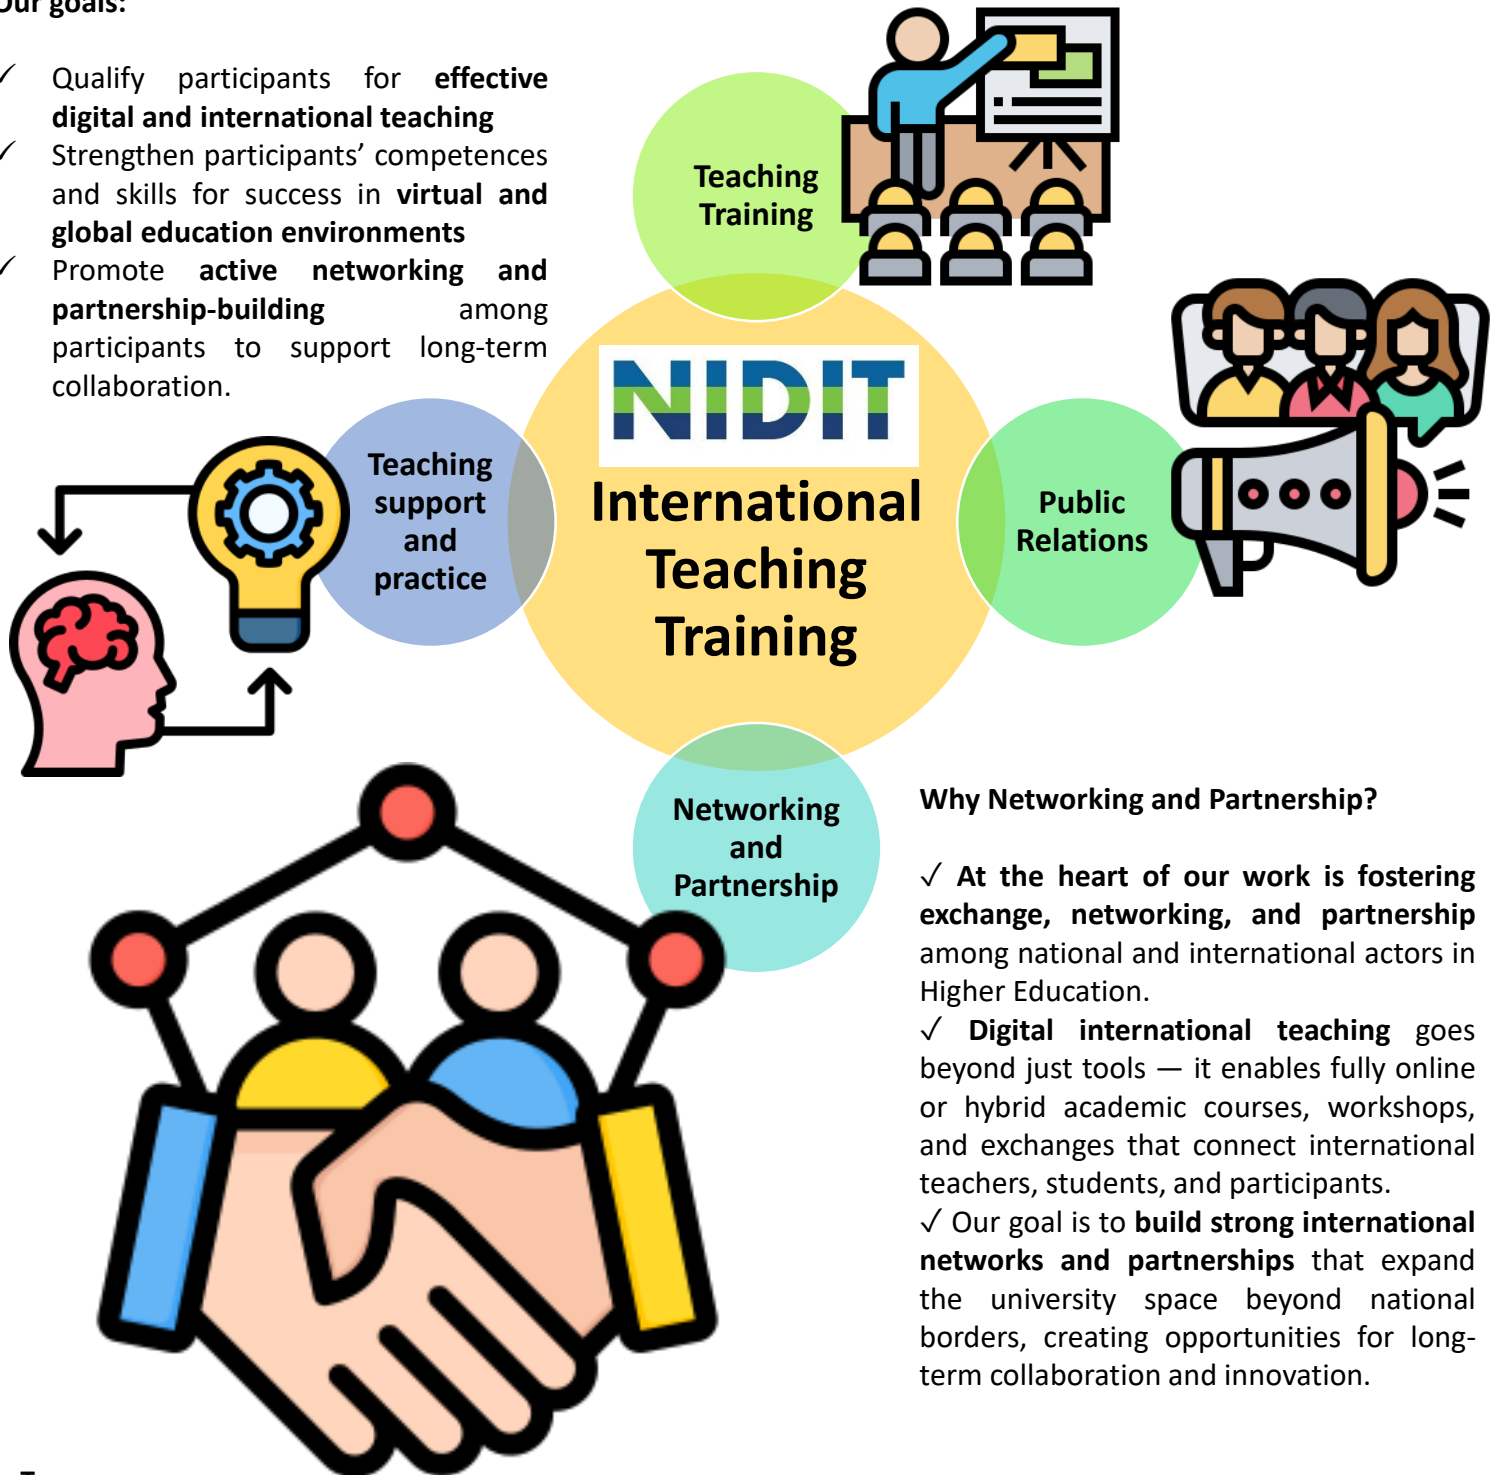 Our goals:
✓ Qualify participants for effective
digital and international teaching
✓ Strengthen participants’ competences
and skills for success in virtual and
global education environments
✓ Promote active networking and
partnership-building among
participants to support long-term
collaboration.
Teaching
Training
NIDIT
International
Teaching
Training
Teaching
support
and
practice
Public
Relations
Networking
and
Partnership
Why Networking and Partnership?
✓ At the heart of our work is fostering
exchange, networking, and partnership
among national and international actors in
Higher Education.
✓ Digital international teaching goes
beyond just tools — it enables fully online
or hybrid academic courses, workshops,
and exchanges that connect international
teachers, students, and participants.
✓ Our goal is to build strong international
networks and partnerships that expand
the university space beyond national
borders, creating opportunities for long-
term collaboration and innovation.